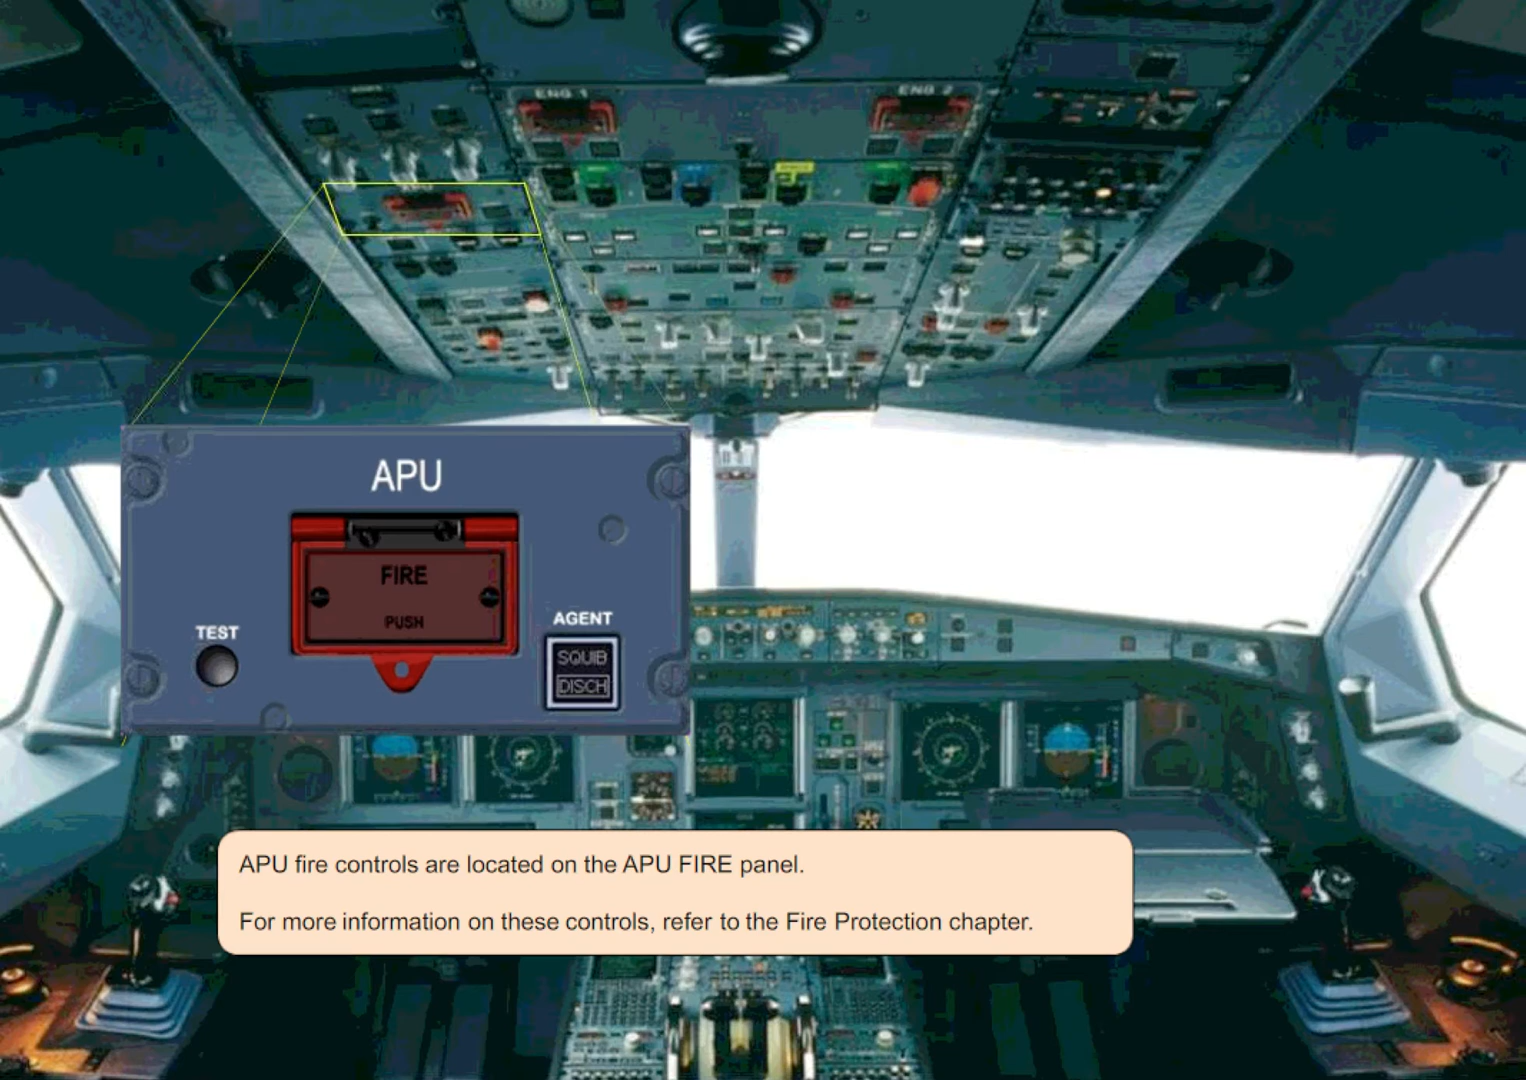 ENG 1
ENG 2
APU
FIRE
PUSH
TEST
AGENT
SQUIB
DISCH
APU fire controls are located on the APU FIRE panel.
For more information on these controls, refer to the Fire Protection chapter.